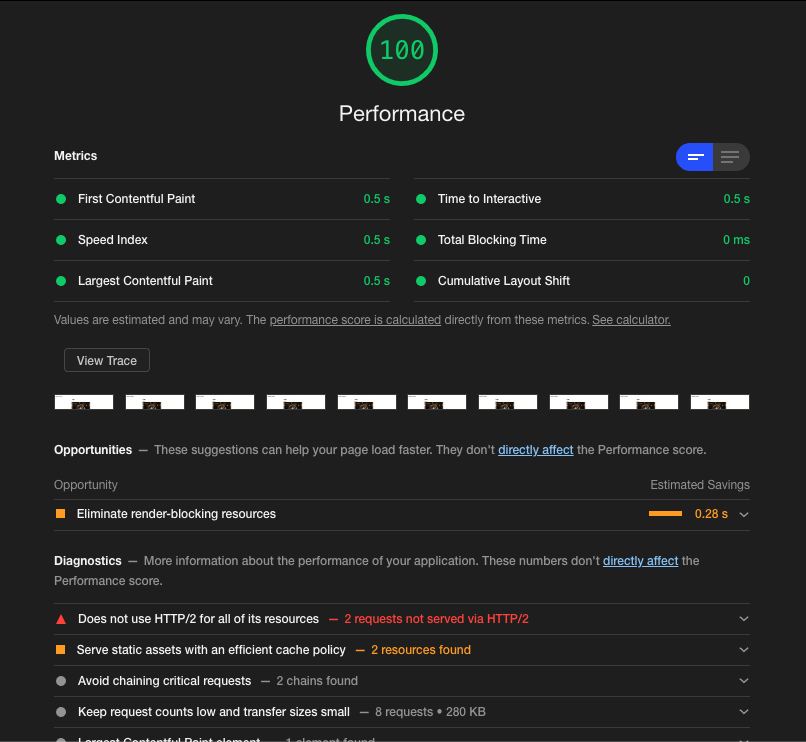 100
Performance
Metrics
First Contentful Paint 0.5 s
Time to Interactive 0.5 s
Speed Index 0.5 s
Total Blocking Time 0 ms
Largest Contentful Paint 0.5 s
Cumulative Layout Shift 0
Values are estimated and may vary. The performance score is calculated directly from these metrics. See calculator.
View Trace
Opportunities — These suggestions can help your page load faster. They don't directly affect the Performance score.
Opportunity Estimated Savings
Eliminate render-blocking resources 0.28 s
Diagnostics — More information about the performance of your application. These numbers don't directly affect the
Performance score.
Does not use HTTP/2 for all of its resources — 2 requests not served via HTTP/2
Serve static assets with an efficient cache policy — 2 resources found
Avoid chaining critical requests — 2 chains found
Keep request counts low and transfer sizes small — 8 requests • 280 KB
Largest Contentful Paint element — 1 element found